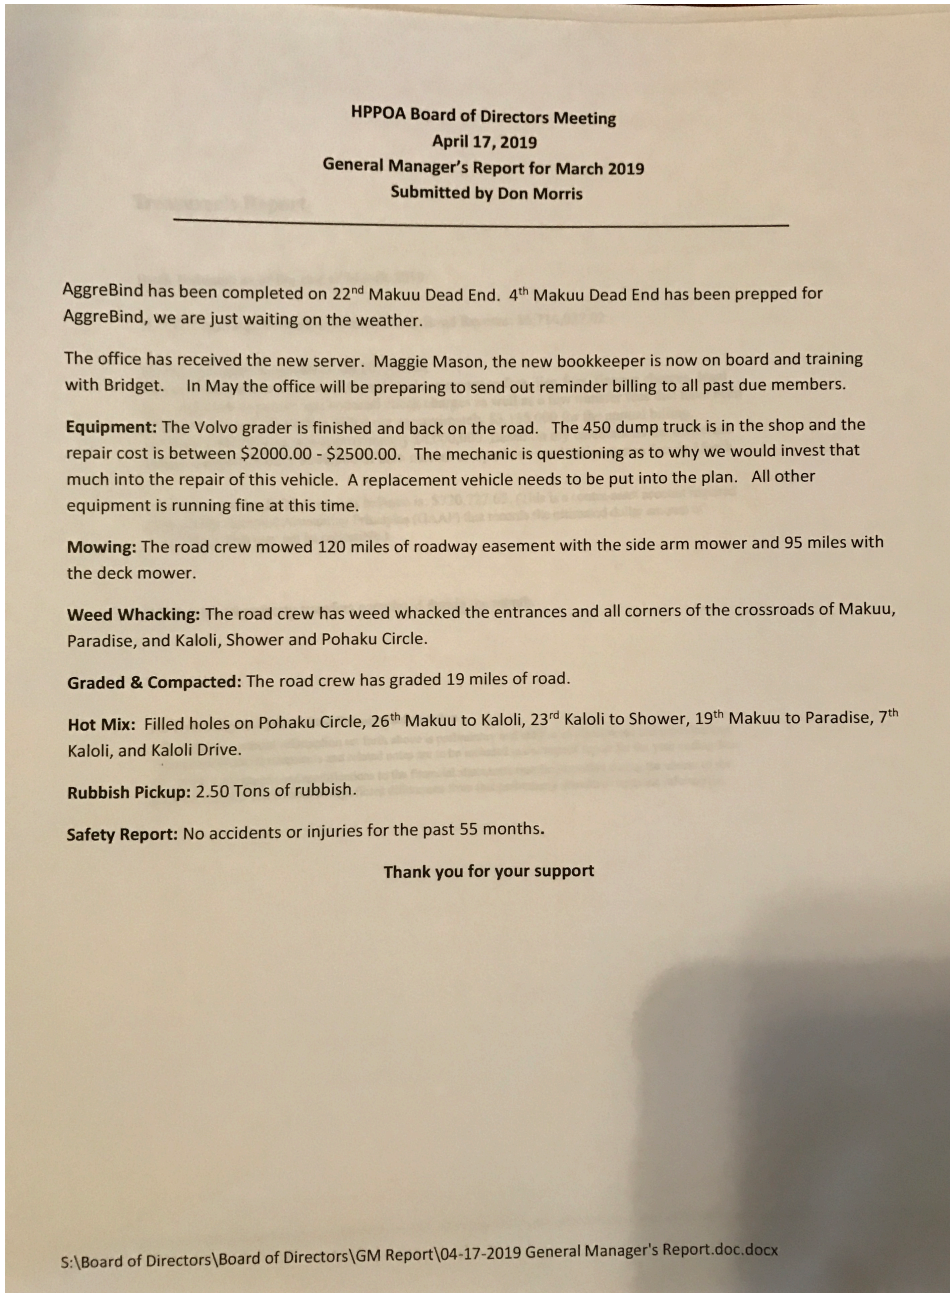 HPPOA Board of Directors Meeting
April 17, 2019
General Manager's Report for March 2019
Submitted by Don Morris
Treasurer's Report
AggreBind has been completed on 22nd Makuu Dead End. 4th Makuu Dead End has been prepped for
AggreBind, we are just waiting on the weather.
The office has received the new server. Maggie Mason, the new bookkeeper is now on board and training
with Bridget. In May the office will be preparing to send out reminder billing to all past due members.
Equipment: The Volvo grader is finished and back on the road. The 450 dump truck is in the shop and the
repair cost is between $2000.00 - $2500.00. The mechanic is questioning as to why we would invest that
much into the repair of this vehicle. A replacement vehicle needs to be put into the plan. All other
equipment is running fine at this time.
Mowing: The road crew mowed 120 miles of roadway easement with the side arm mower and 95 miles with
the deck mower.
Weed Whacking: The road crew has weed whacked the entrances and all corners of the crossroads of Makuu,
Paradise, and Kaloli, Shower and Pohaku Circle.
Graded & Compacted: The road crew has graded 19 miles of road.
Hot Mix: Filled holes on Pohaku Circle, 26th Makuu to Kaloli, 23rd Kaloli to Shower, 19th Makuu to Paradise, 7th
Kaloli, and Kaloli Drive.
Rubbish Pickup: 2.50 Tons of rubbish.
Safety Report: No accidents or injuries for the past 55 months.
Thank you for your support
S:\Board of Directors\Board of Directors\GM Report\04-17-2019 General Manager's Report.doc.docx